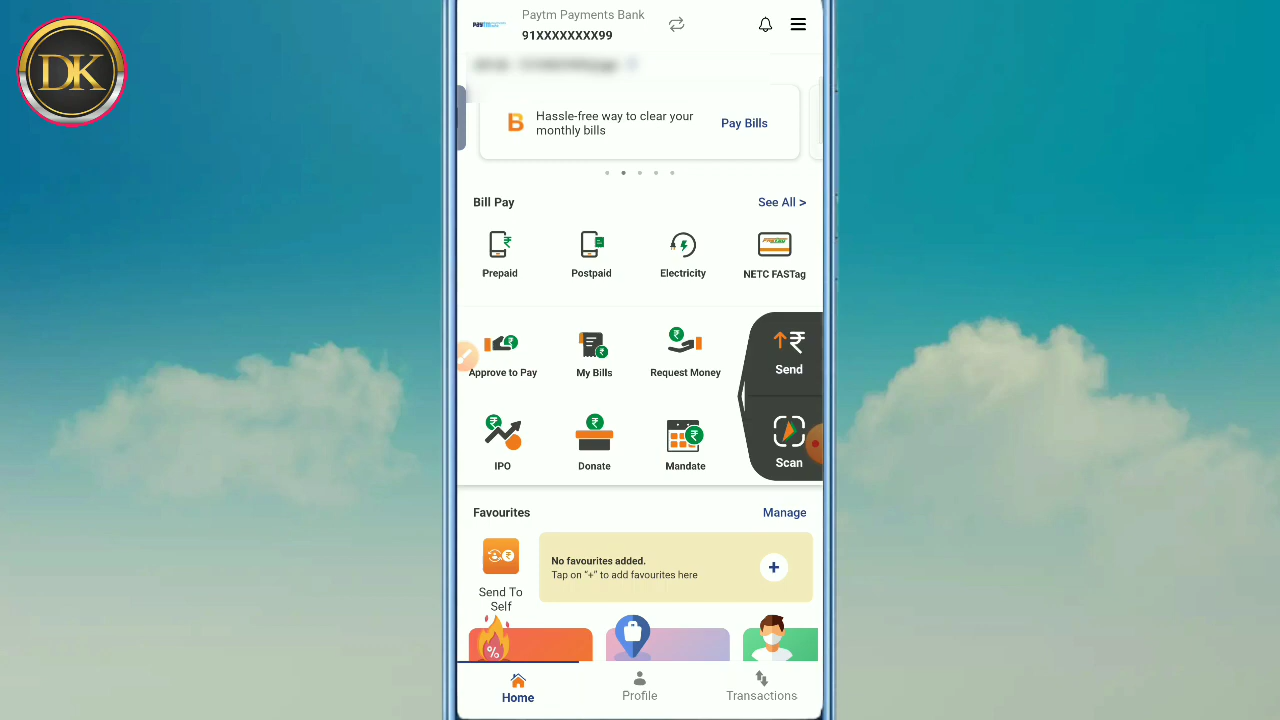 DK
Paytm Payments Bank
91XXXXXXXX99
Hassle-free way to clear your
monthly bills
Pay Bills
Bill Pay
See All >
Prepaid
Postpaid
Electricity
NETC FASTag
Approve to Pay
My Bills
Request Money
Send
IPO
Donate
Mandate
Scan
Favourites
Manage
No favourites added.
Tap on "+" to add favourites here
Send To
Self
%
Home
Profile
Transactions